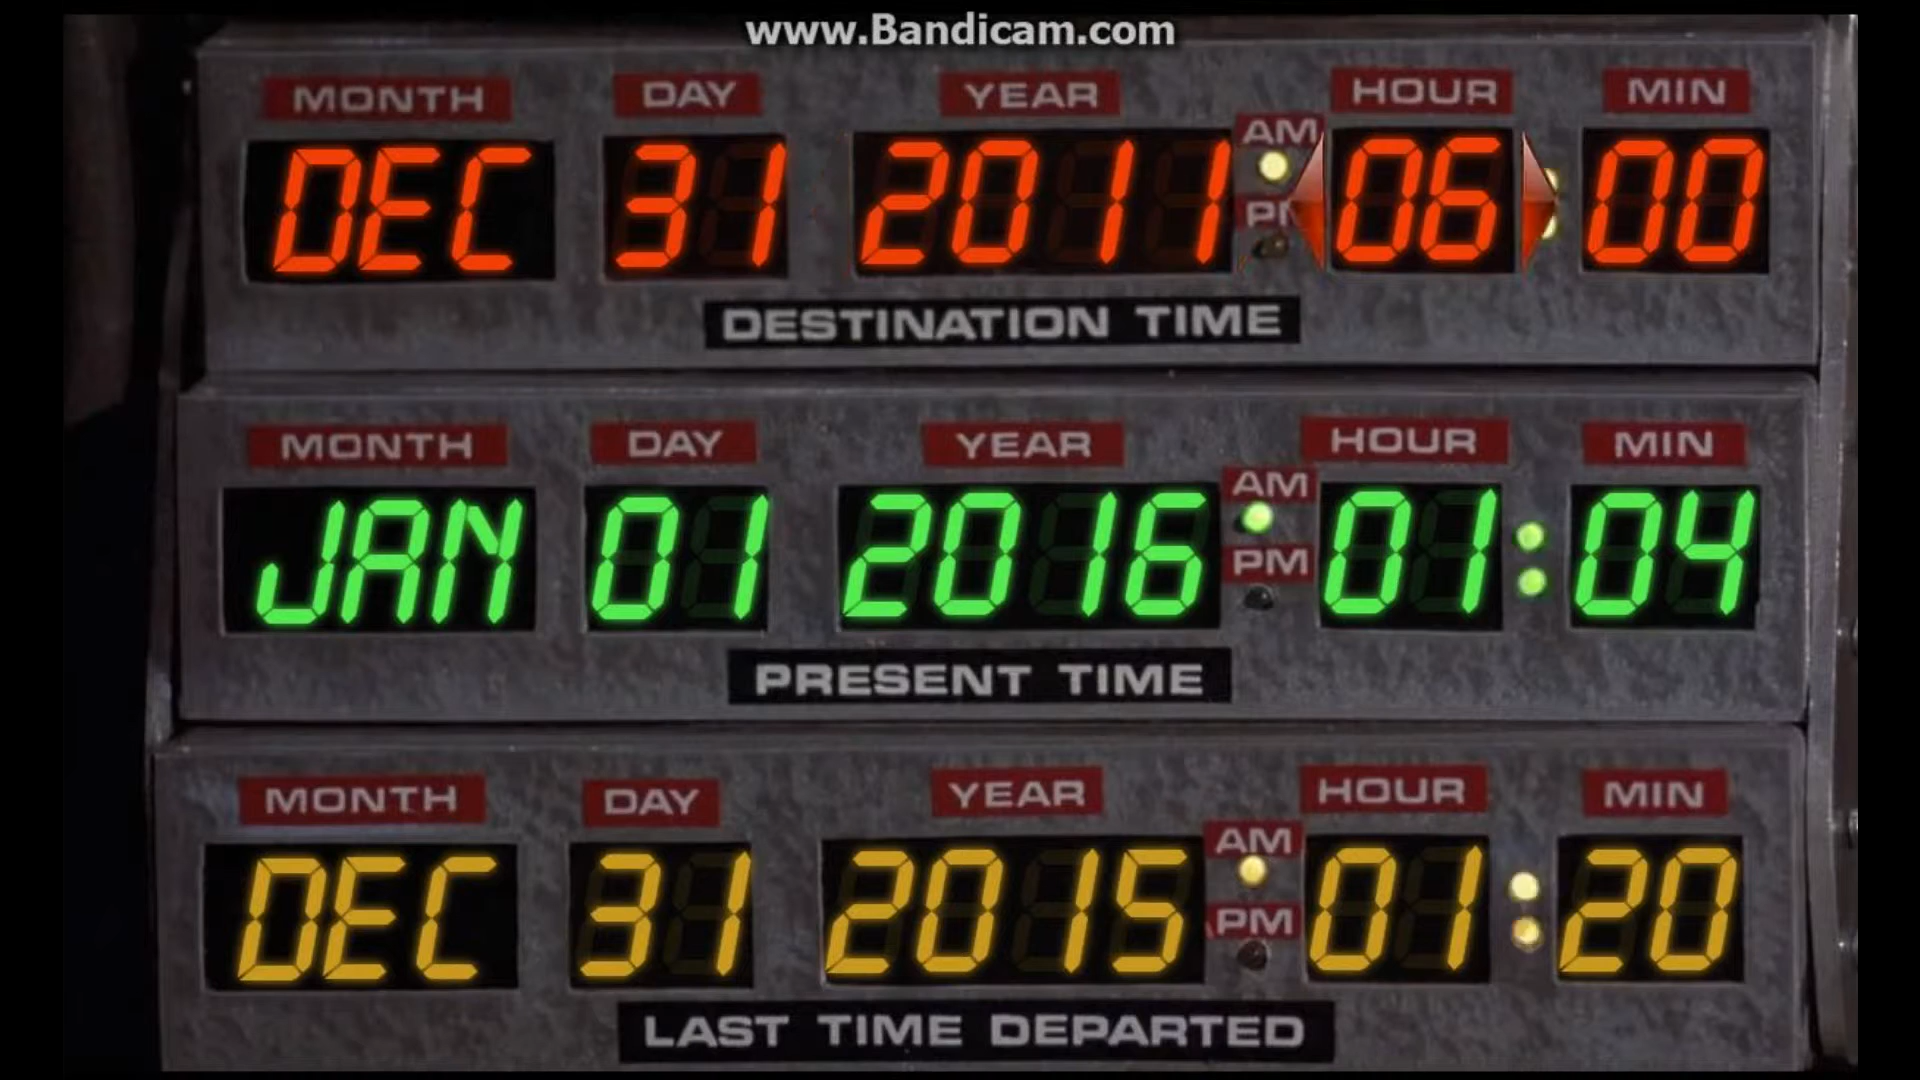 www.Bandicam.com
MONTH DAY YEAR HOUR MIN
AM
DEC 31 2011 06 00
PM
DESTINATION TIME
MONTH DAY YEAR HOUR MIN
AM
JAN 01 2016 01:04
PM
PRESENT TIME
MONTH DAY YEAR HOUR MIN
AM
DEC 31 2015 01:20
PM
LAST TIME DEPARTED